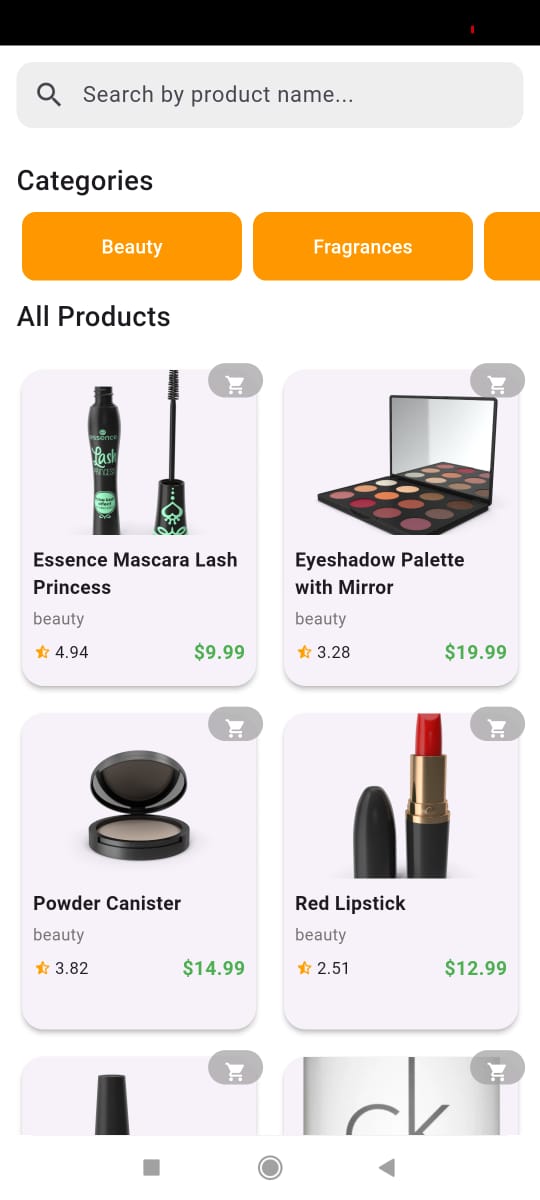 Search by product name...
Categories
Beauty
Fragrances
All Products
essence
Lash
PRINCESS
Essence Mascara Lash
Princess
beauty
4.94
$9.99
Eyeshadow Palette
with Mirror
beauty
3.28
$19.99
Powder Canister
beauty
3.82
$14.99
Red Lipstick
beauty
2.51
$12.99
ck